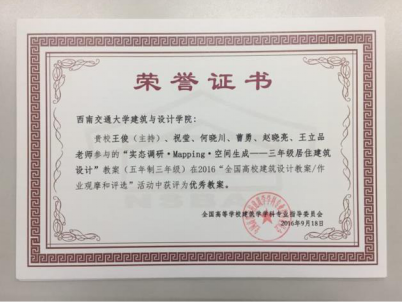 荣誉证书
西南交通大学建筑与设计学院:
贵校王俊(主持)、祝莹、何晓川、曹勇、赵晓亮、王立品
老师参与的“实态调研·Mapping·空间生成——三年级居住建筑
设计”教案(五年制三年级)在2016“全国高校建筑设计教案/作
业观摩和评选”活动中获评为优秀教案。
全国高等学校建筑学学科专业指导委员会
2016年9月18日